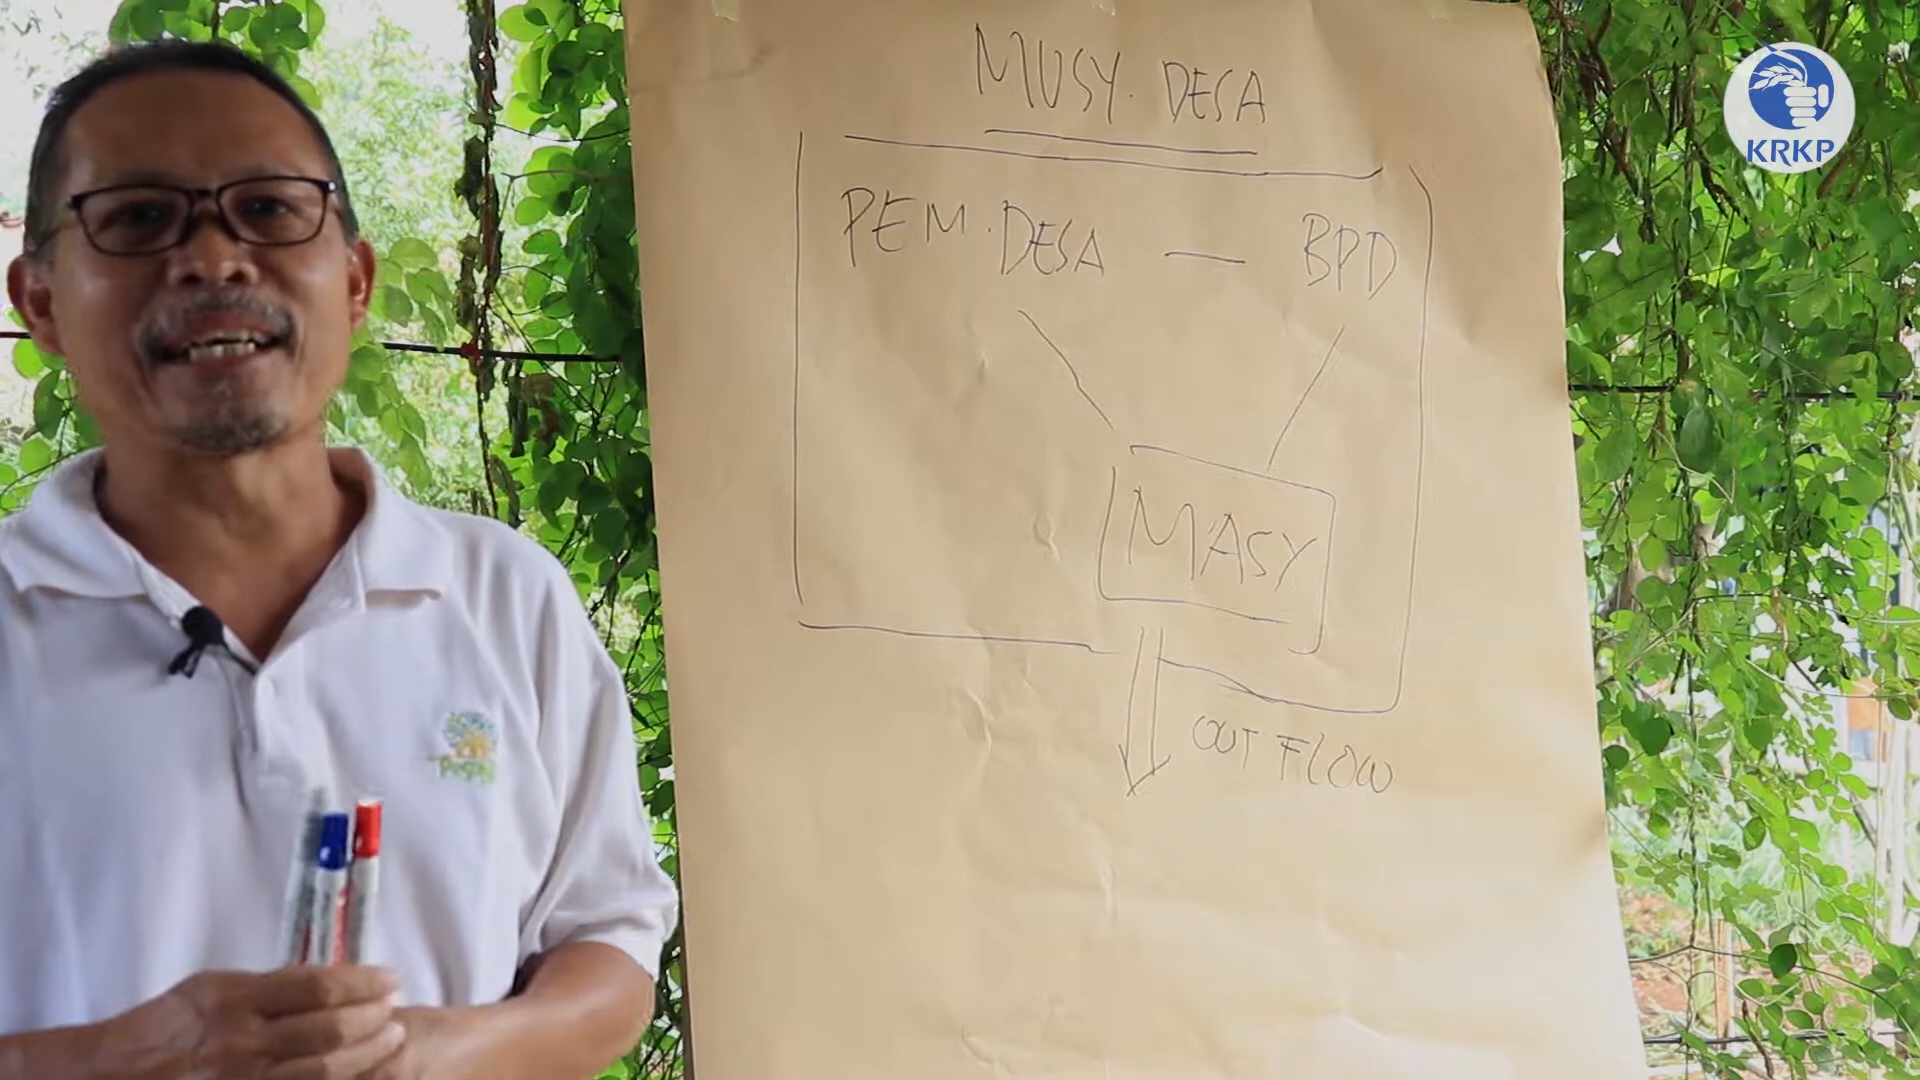 MUSY. DESA
PEM. DESA — BPD
MASY
OUT FLOW
KRKP